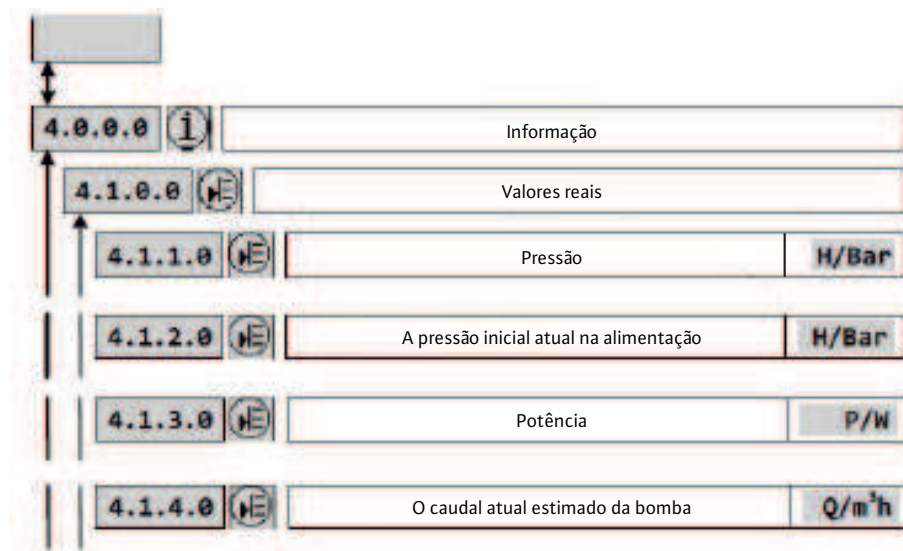 4.0.0.0 i Informação
4.1.0.0 Valores reais
4.1.1.0 Pressão H/Bar
4.1.2.0 A pressão inicial atual na alimentação H/Bar
4.1.3.0 Potência P/W
4.1.4.0 O caudal atual estimado da bomba Q/m³h